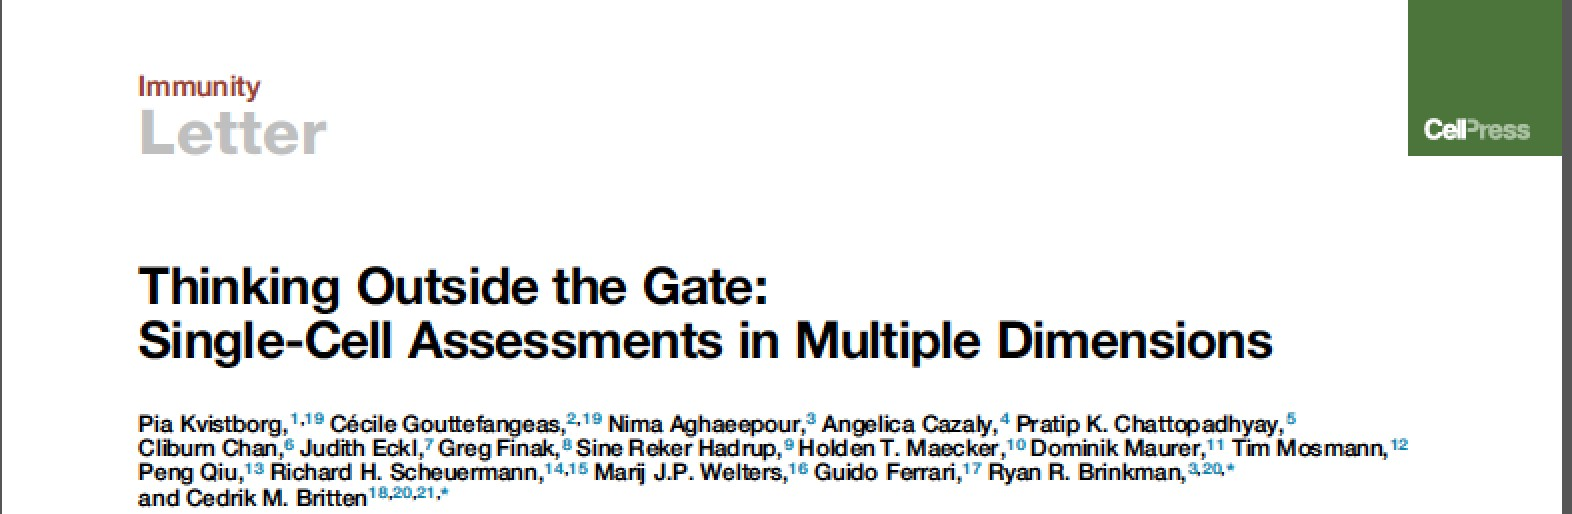 Immunity
Letter
CellPress
Thinking Outside the Gate:
Single-Cell Assessments in Multiple Dimensions
Pia Kvistborg,1,19 Cécile Gouttefangeas,2,19 Nima Aghaeepour,3 Angelica Cazaly,4 Pratip K. Chattopadhyay,5
Cliburn Chan,6 Judith Eckl,7 Greg Finak,8 Sine Reker Hadrup,9 Holden T. Maecker,10 Dominik Maurer,11 Tim Mosmann,12
Peng Qiu,13 Richard H. Scheuermann,14,15 Marij J.P. Welters,16 Guido Ferrari,17 Ryan R. Brinkman,3,20,*
and Cedrik M. Britten18,20,21,*